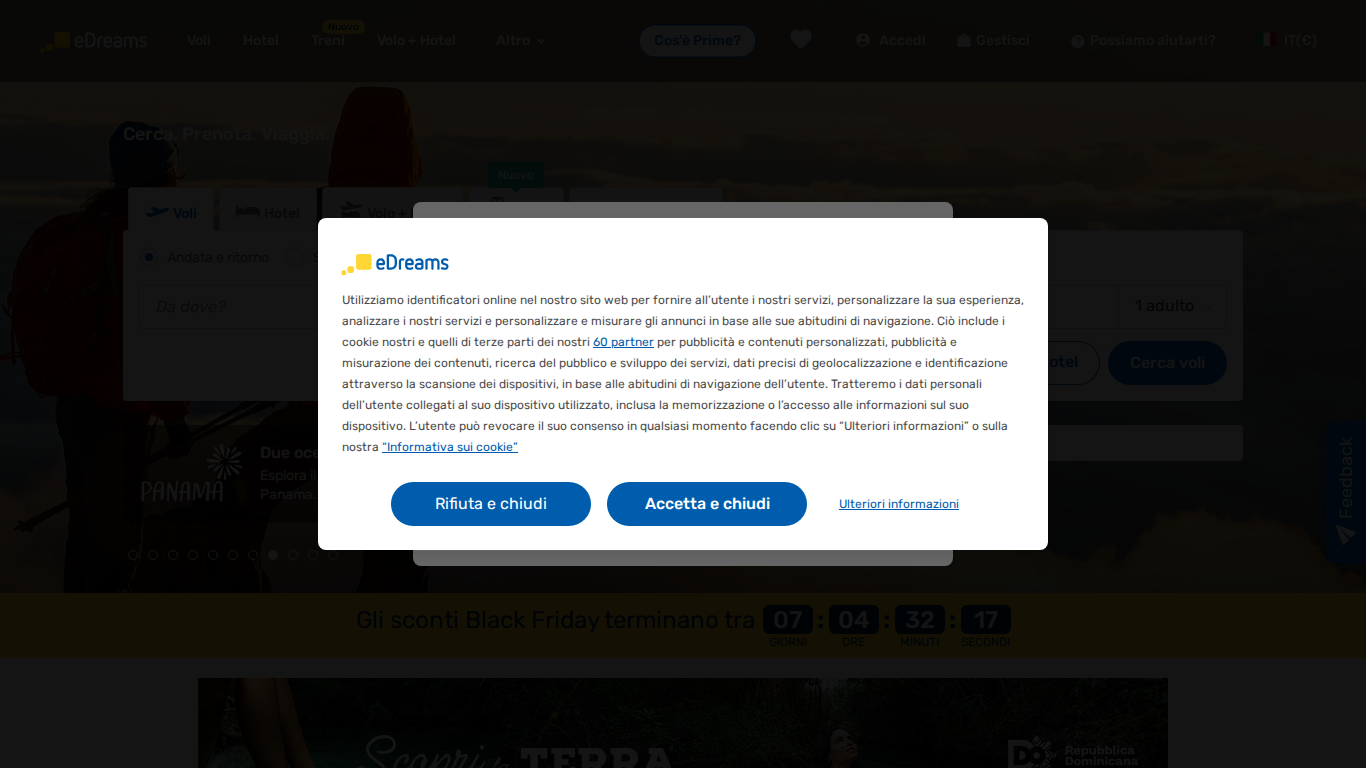 eDreams
Voli
Hotel
Treni
Nuovo
Volo + Hotel
Altro
Cos'è Prime?
Accedi
Gestisci
Possiamo aiutarti?
IT(€)
Cerca. Prenota. Viaggia.
Nuovo
Voli
Hotel
Volo +
Andata e ritorno
Da dove?
1 adulto
Cerca voli
eDreams
Utilizziamo identificatori online nel nostro sito web per fornire all’utente i nostri servizi, personalizzare la sua esperienza,
analizzare i nostri servizi e personalizzare e misurare gli annunci in base alle sue abitudini di navigazione. Ciò include i
cookie nostri e quelli di terze parti dei nostri 60 partner per pubblicità e contenuti personalizzati, pubblicità e
misurazione dei contenuti, ricerca del pubblico e sviluppo dei servizi, dati precisi di geolocalizzazione e identificazione
attraverso la scansione dei dispositivi, in base alle abitudini di navigazione dell’utente. Tratteremo i dati personali
dell’utente collegati al suo dispositivo utilizzato, inclusa la memorizzazione o l’accesso alle informazioni sul suo
dispositivo. L’utente può revocare il suo consenso in qualsiasi momento facendo clic su “Ulteriori informazioni” o sulla
nostra “Informativa sui cookie”
Rifiuta e chiudi
Accetta e chiudi
Ulteriori informazioni
PANAMA
Due oce
Esplora il
Panama.
Feedback
Gli sconti Black Friday terminano tra
07 : 04 : 32 : 17
GIORNI ORE MINUTI SECONDI
Scopri la TERRA
Repubblica
Dominicana